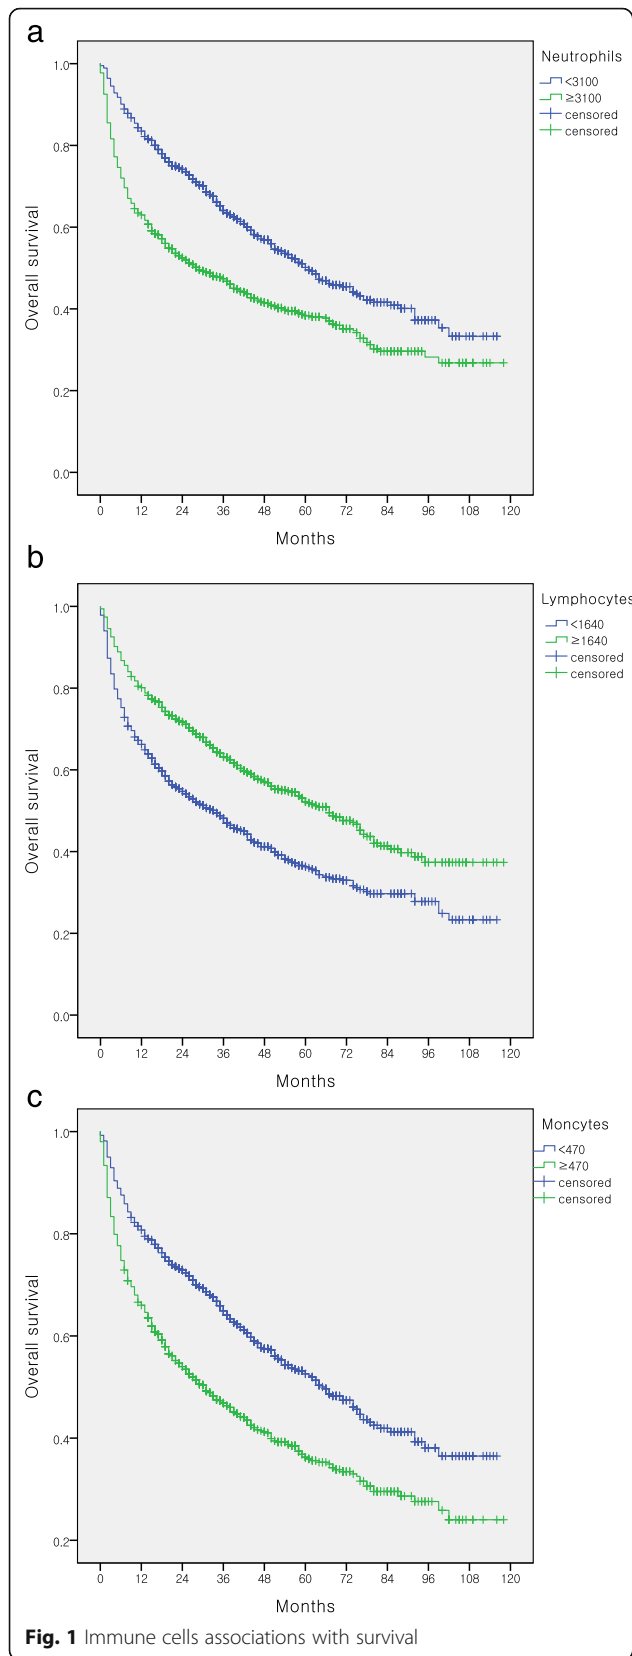 a
Neutrophils
<3100
≥3100
censored
censored
Overall survival
1.0
0.8
0.6
0.4
0.2
0.0
0 12 24 36 48 60 72 84 96 108 120
Months
b
Lymphocytes
<1640
≥1640
censored
censored
Overall survival
1.0
0.8
0.6
0.4
0.2
0.0
0 12 24 36 48 60 72 84 96 108 120
Months
c
Moncytes
<470
≥470
censored
censored
Overall survival
1.0
0.8
0.6
0.4
0.2
0 12 24 36 48 60 72 84 96 108 120
Months
Fig. 1 Immune cells associations with survival